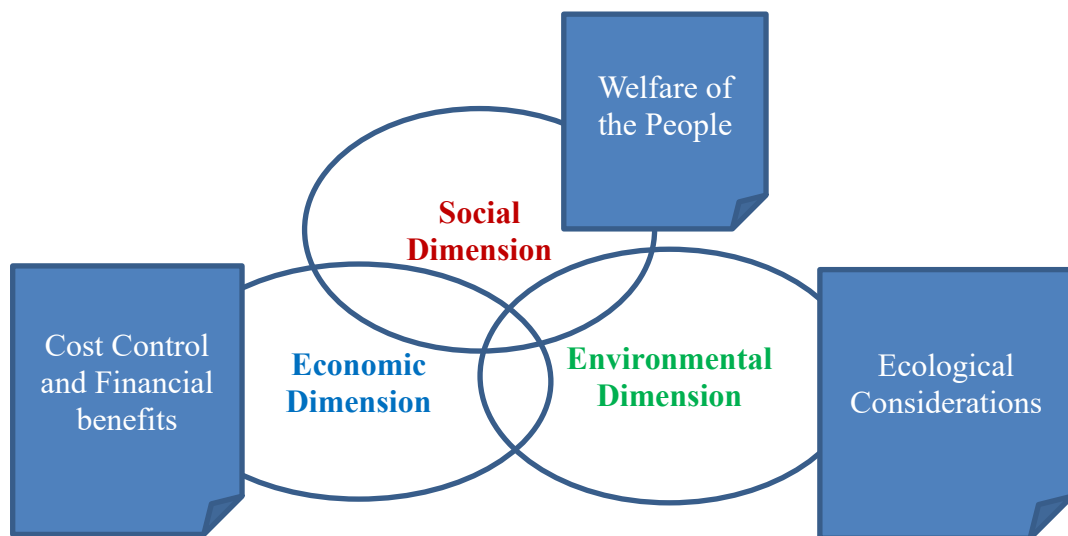 Welfare of
the People
Social
Dimension
Cost Control
and Financial
benefits
Economic
Dimension
Environmental
Dimension
Ecological
Considerations